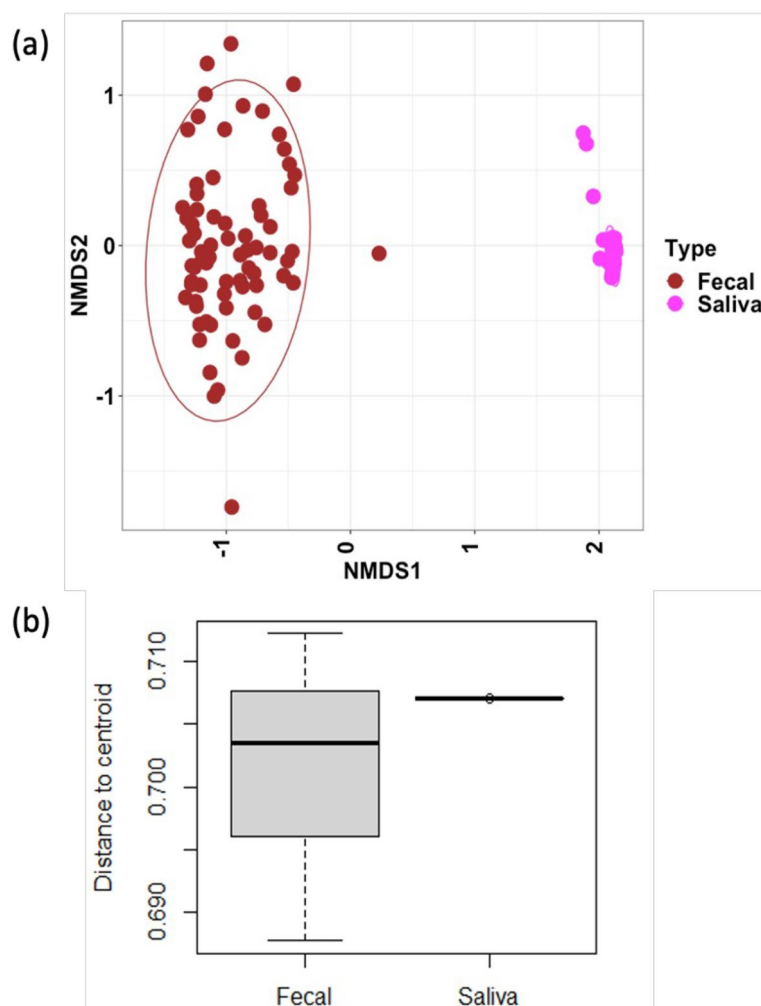 (a)
NMDS2
1
0
-1
-1
0
1
2
NMDS1
Type
Fecal
Saliva
(b)
Distance to centroid
0.710
0.700
0.690
Fecal
Saliva